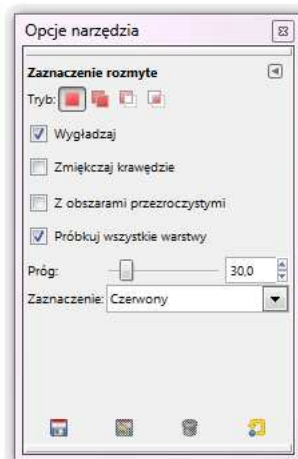 Opcje narzędzia
Zaznaczenie rozmyte
Tryb:
Wygładzaj
Zmiękczaj krawędzie
Z obszarami przezroczystymi
Próbkuj wszystkie warstwy
Próg: 30,0
Zaznaczenie: Czerwony